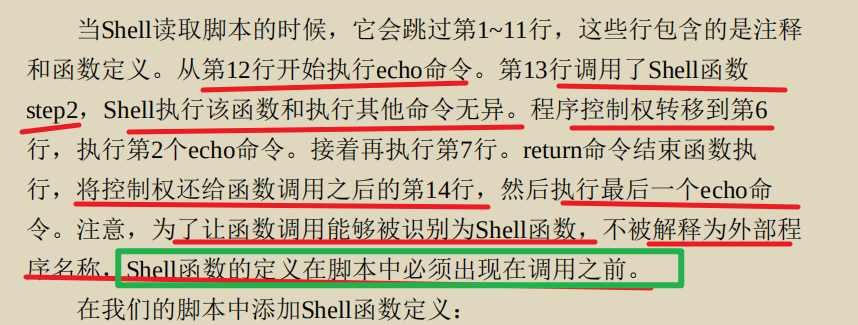 当Shell读取脚本的时候，它会跳过第1~11行，这些行包含的是注释
和函数定义。从第12行开始执行echo命令。第13行调用了Shell函数
step2，Shell执行该函数和执行其他命令无异。程序控制权转移到第6
行，执行第2个echo命令。接着再执行第7行。return命令结束函数执
行，将控制权还给函数调用之后的第14行，然后执行最后一个echo命
令。注意，为了让函数调用能够被识别为Shell函数，不被解释为外部程
序名称，Shell函数的定义在脚本中必须出现在调用之前。
在我们的脚本中添加Shell函数定义：